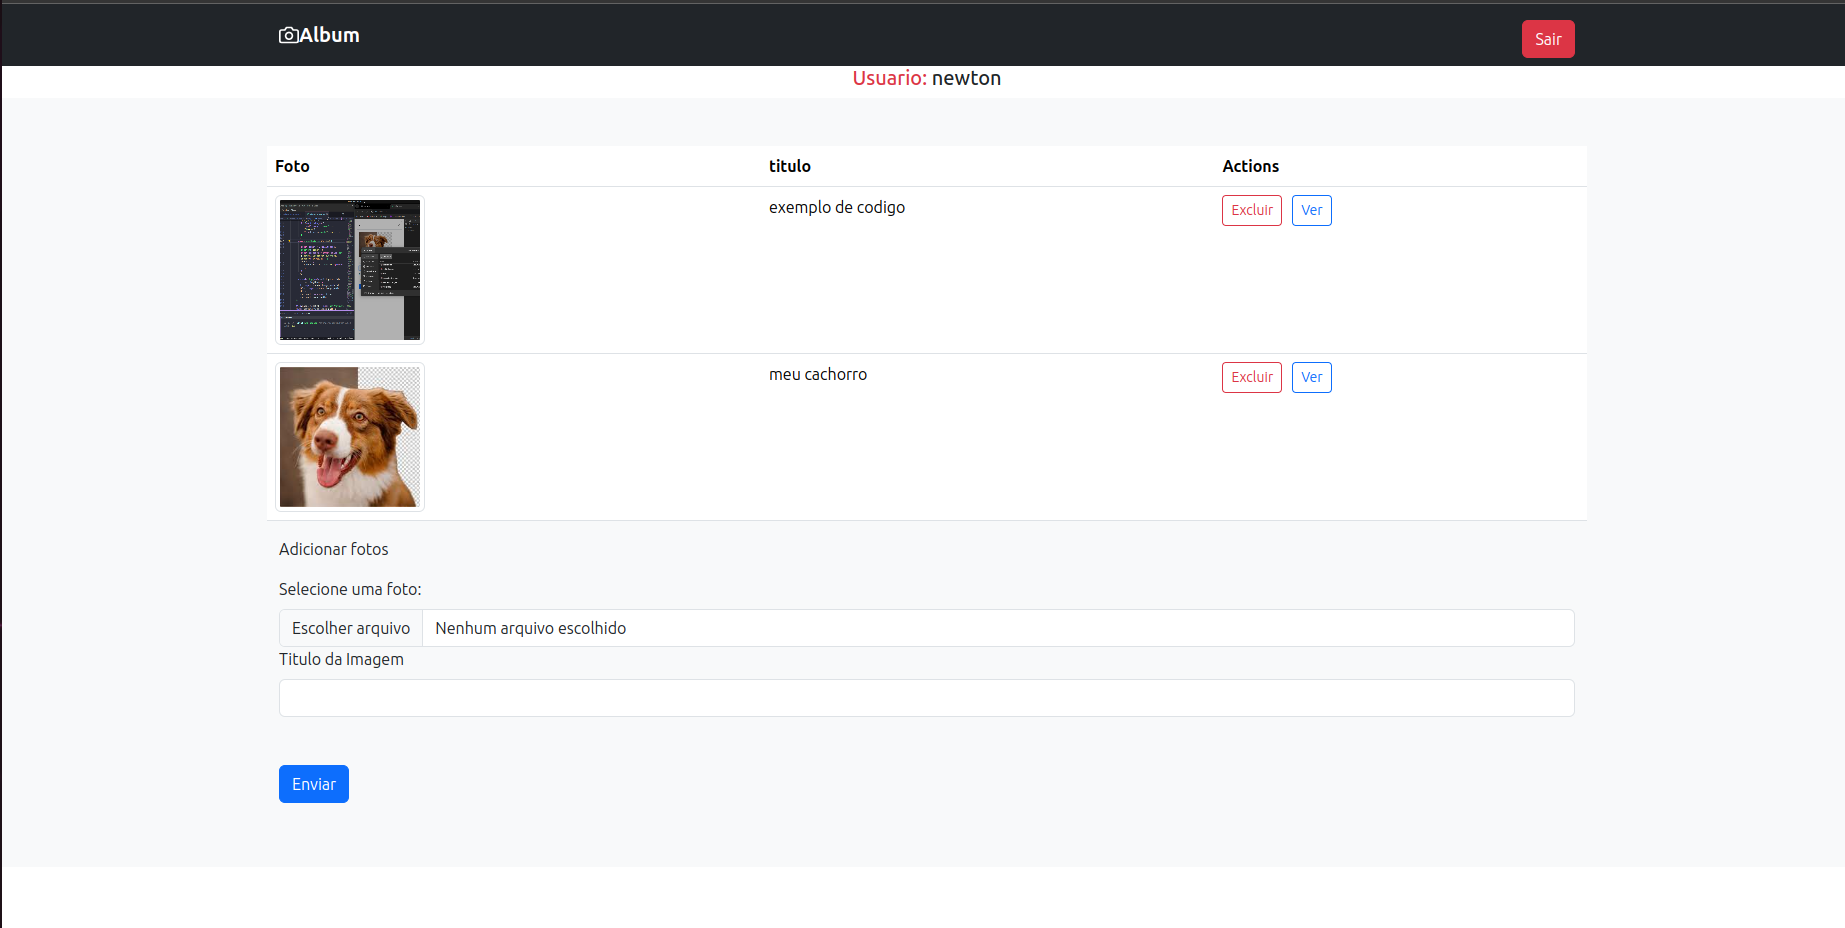 Album
Sair
Usuario: newton
Foto titulo Actions
exemplo de codigo Excluir Ver
meu cachorro Excluir Ver
Adicionar fotos
Selecione uma foto:
Escolher arquivo Nenhum arquivo escolhido
Titulo da Imagem
Enviar